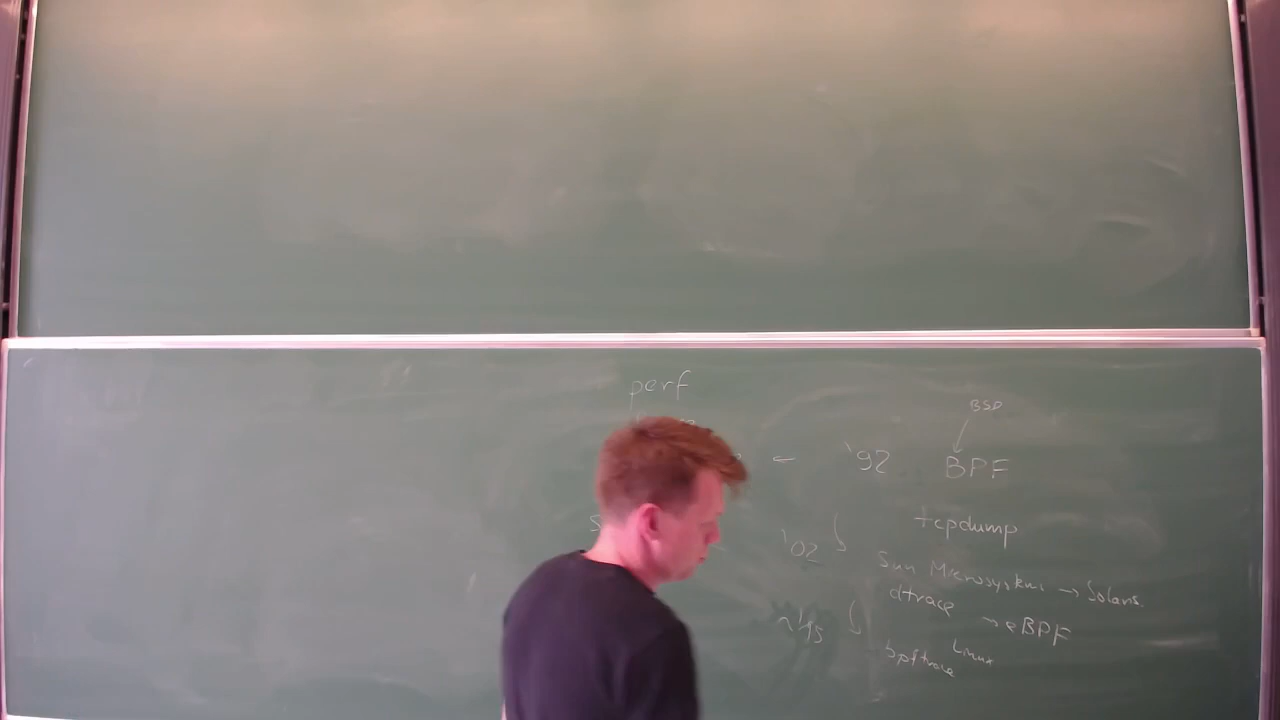 perf
BSD
← '92 BPF
tcpdump
'02
Sun Microsystems → Solaris.
dtrace
→ eBPF
~'15
Linux
bpftrace